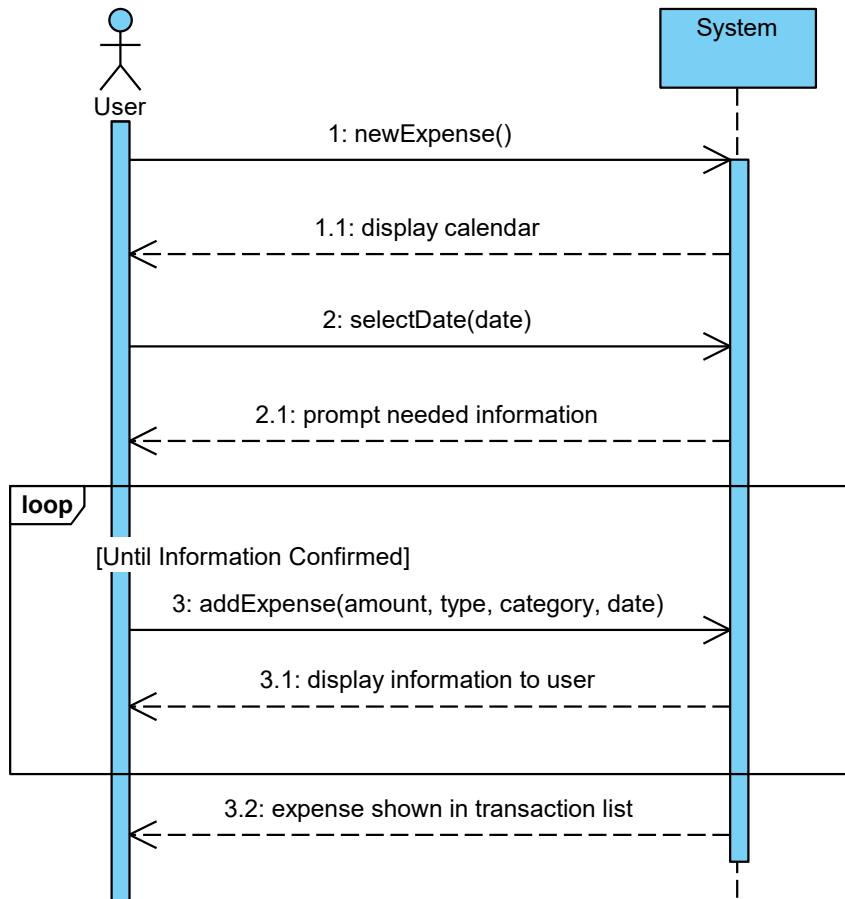 System
User
1: newExpense()
1.1: display calendar
2: selectDate(date)
2.1: prompt needed information
loop
[Until Information Confirmed]
3: addExpense(amount, type, category, date)
3.1: display information to user
3.2: expense shown in transaction list